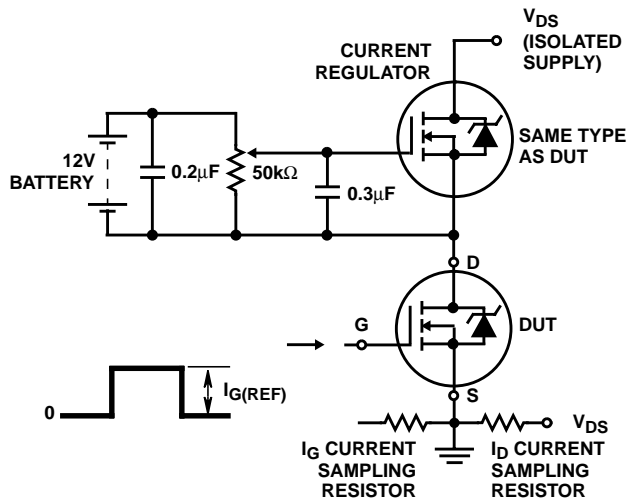 V_DS
(ISOLATED
SUPPLY)
CURRENT
REGULATOR
12V
BATTERY
0.2μF
50kΩ
0.3μF
SAME TYPE
AS DUT
D
G
DUT
S
0
I_G(REF)
V_DS
I_G CURRENT
SAMPLING
RESISTOR
I_D CURRENT
SAMPLING
RESISTOR